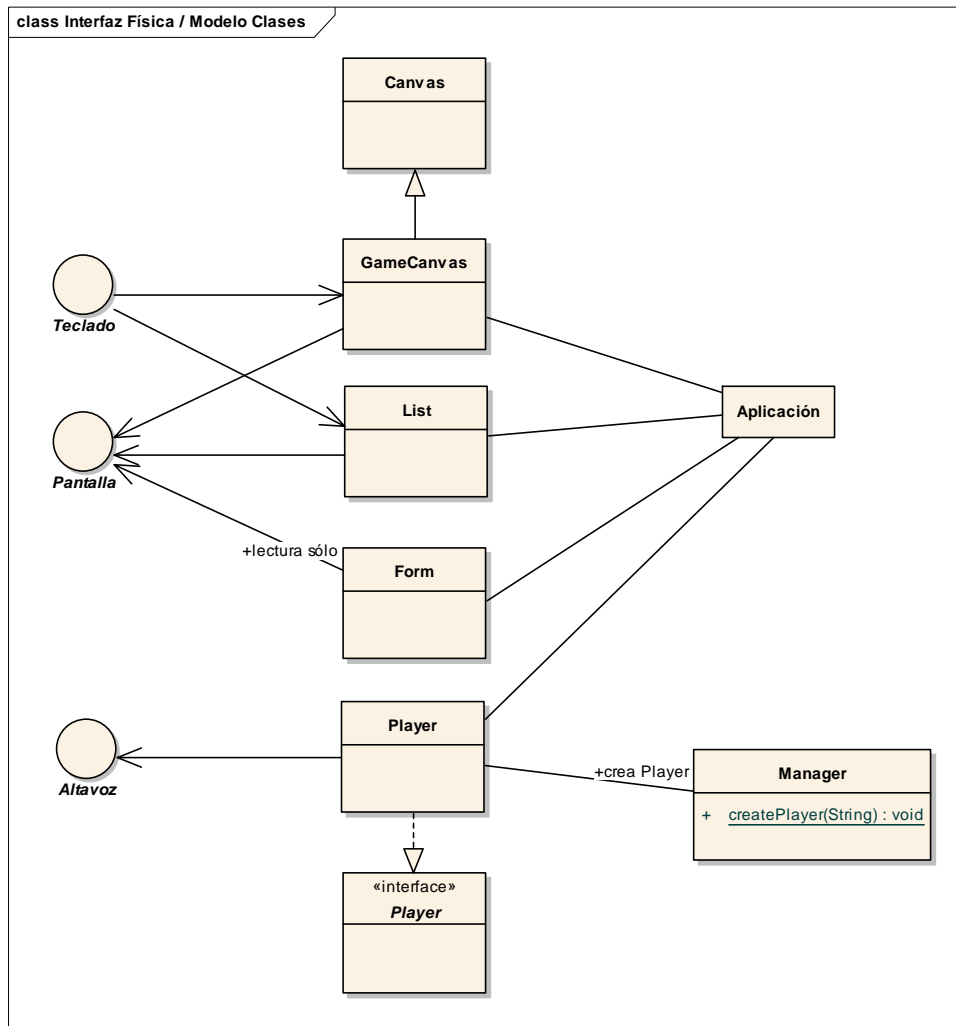 class Interfaz Física / Modelo Clases
Canvas
GameCanvas
Teclado
List
Aplicación
Pantalla
+lectura sólo
Form
Player
Altavoz
+crea Player
Manager
+ createPlayer(String) : void
«interface»
Player